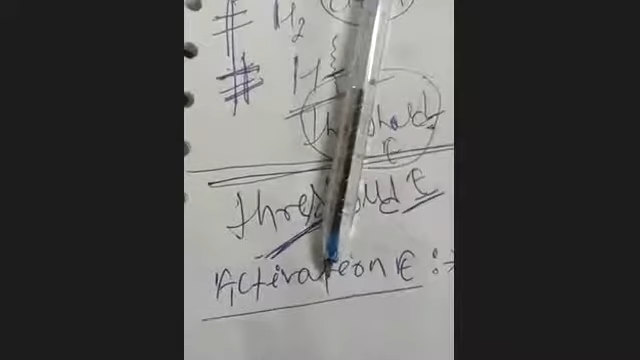 H2
H
Threshold
E
threshold E
Activation E :-